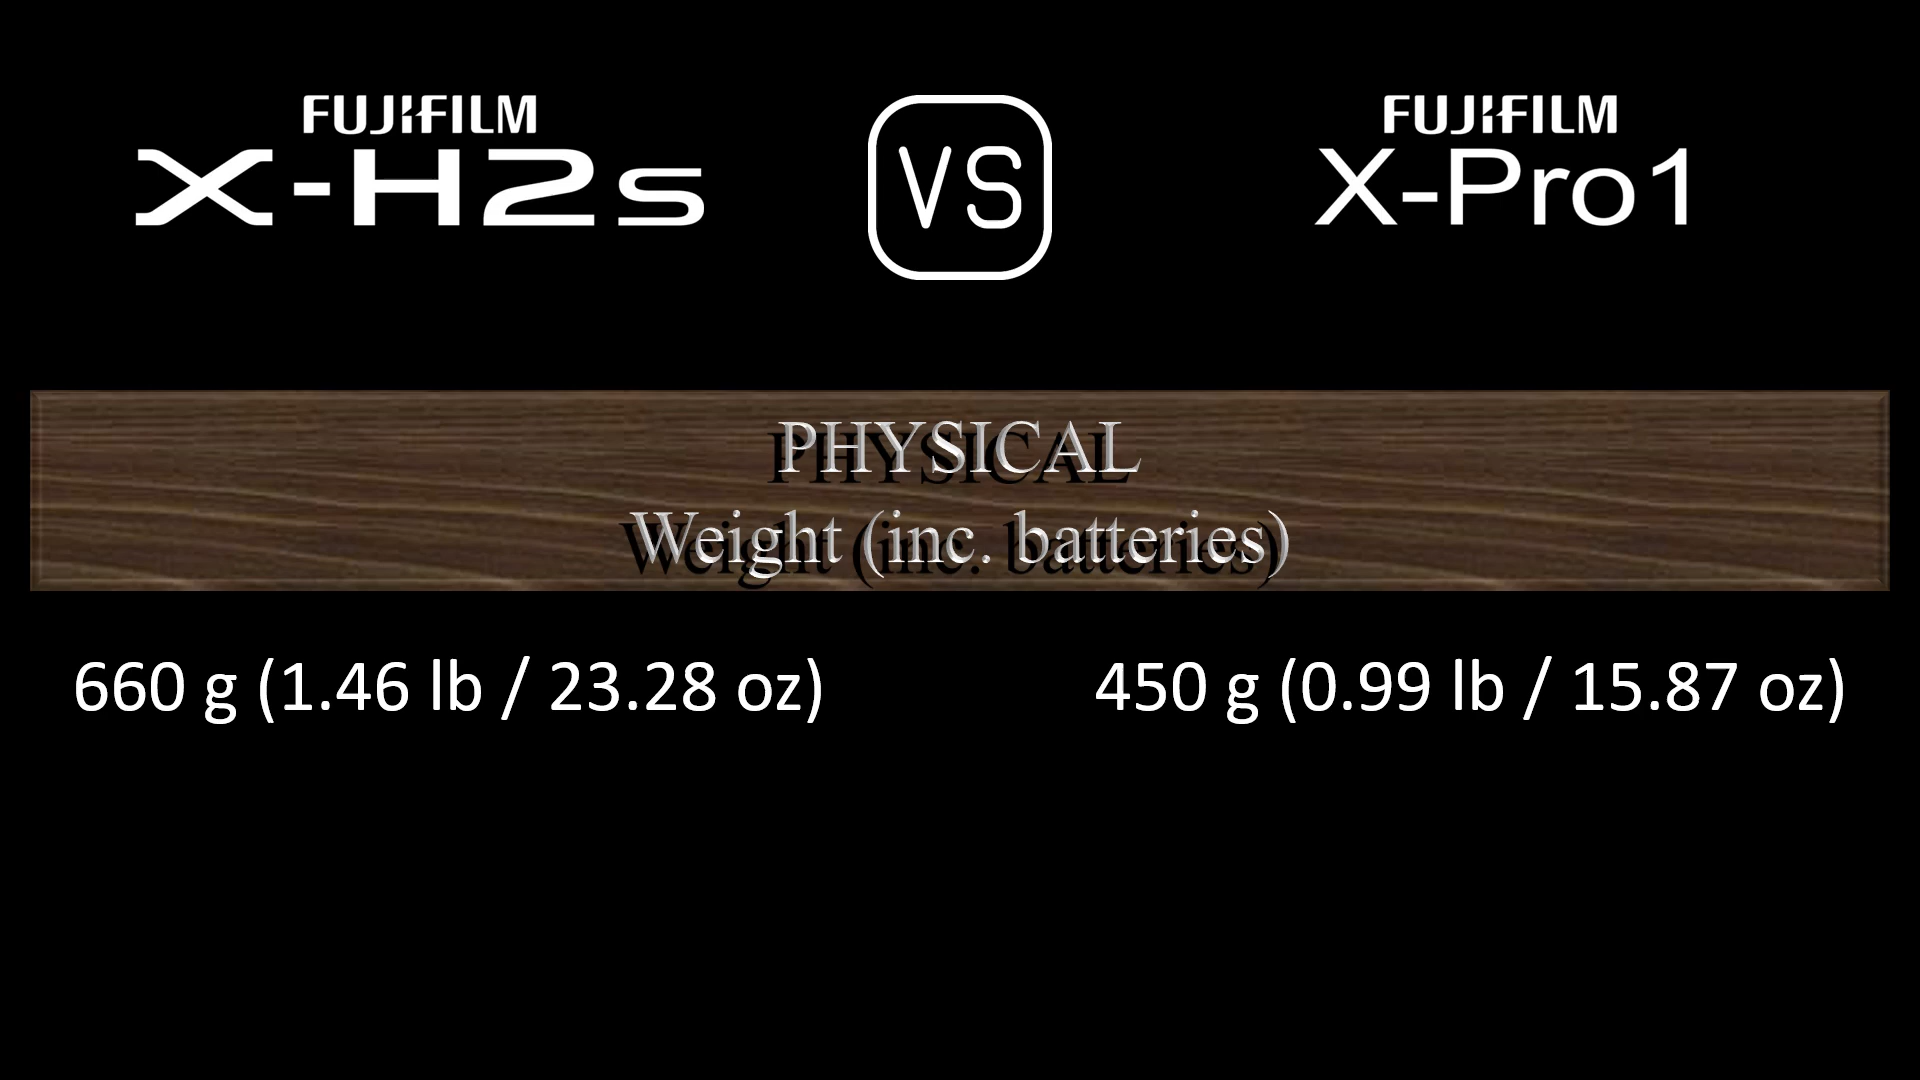 FUJIFILM
X-H2s
VS
FUJIFILM
X-Pro1
PHYSICAL
Weight (inc. batteries)
660 g (1.46 lb / 23.28 oz)
450 g (0.99 lb / 15.87 oz)